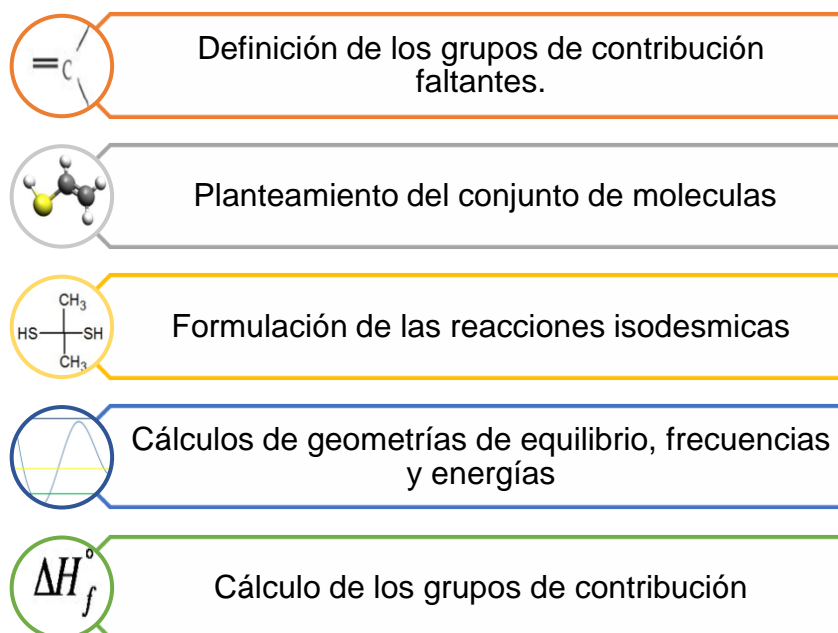 Definición de los grupos de contribución
faltantes.
=C
Planteamiento del conjunto de moleculas
CH3
HS SH
CH3
Formulación de las reacciones isodesmicas
Cálculos de geometrías de equilibrio, frecuencias
y energías
ΔH°f
Cálculo de los grupos de contribución